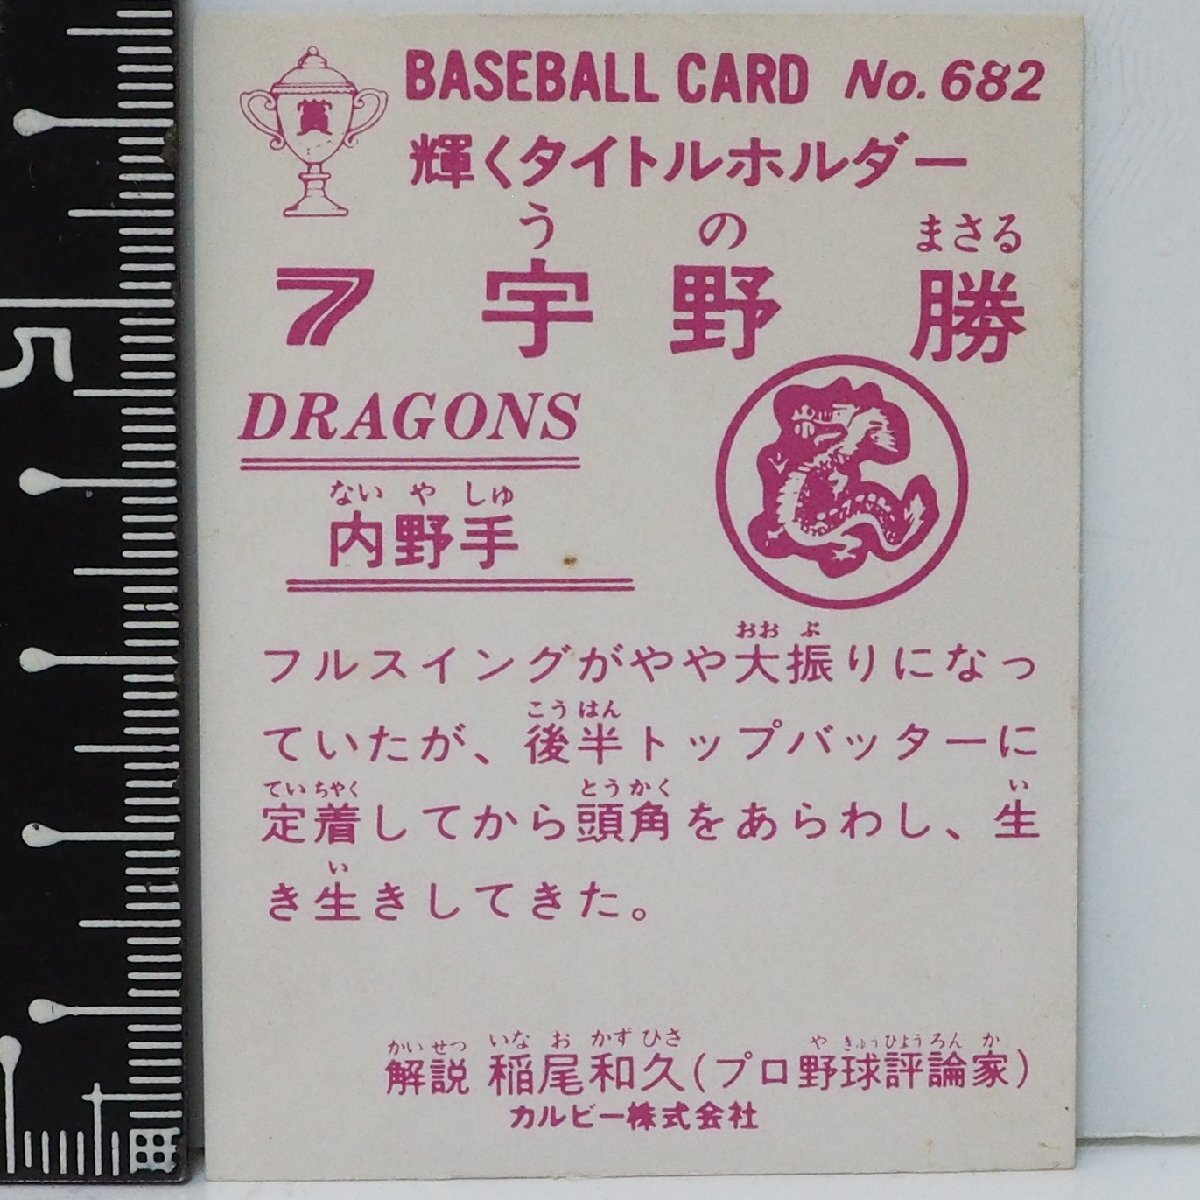 賞
BASEBALL CARD No.682
輝くタイトルホルダー
う の まさる
7 宇野 勝
DRAGONS
ない や しゅ
内野手
おお ぶ
フルスイングがやや大振りになっ
こう はん
ていたが、後半トップバッターに
てい ちゃく とう かく い
定着してから頭角をあらわし、生
い
き生きしてきた。
かい せつ いな お かず ひさ や きゅう ひょう ろん か
解説 稲尾和久(プロ野球評論家)
カルビー株式会社
5